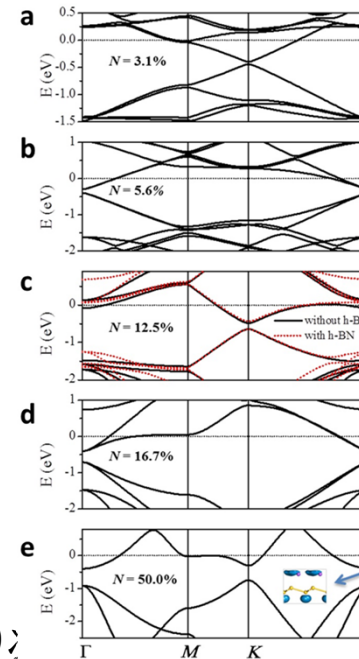 a
E (eV)
0.5
0.0
-0.5
-1.0
-1.5
N = 3.1%
b
E (eV)
1
0
-1
-2
N = 5.6%
c
E (eV)
0
-1
-2
N = 12.5%
without h-B
with h-BN
d
E (eV)
1
0
-1
-2
N = 16.7%
e
E (eV)
0
-1
-2
N = 50.0%
Γ M K